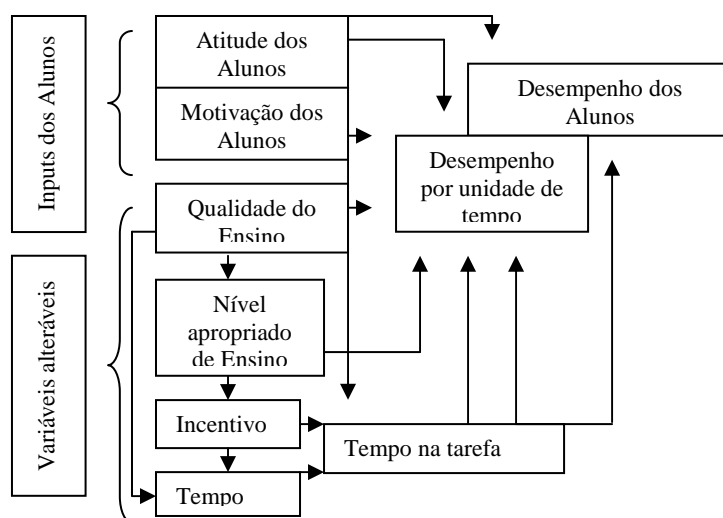 Inputs dos Alunos
Atitude dos
Alunos
Motivação dos
Alunos
Desempenho dos
Alunos
Desempenho
por unidade de
tempo
Variáveis alteráveis
Qualidade do
Ensino
Nível
apropriado
de Ensino
Incentivo
Tempo
Tempo na tarefa